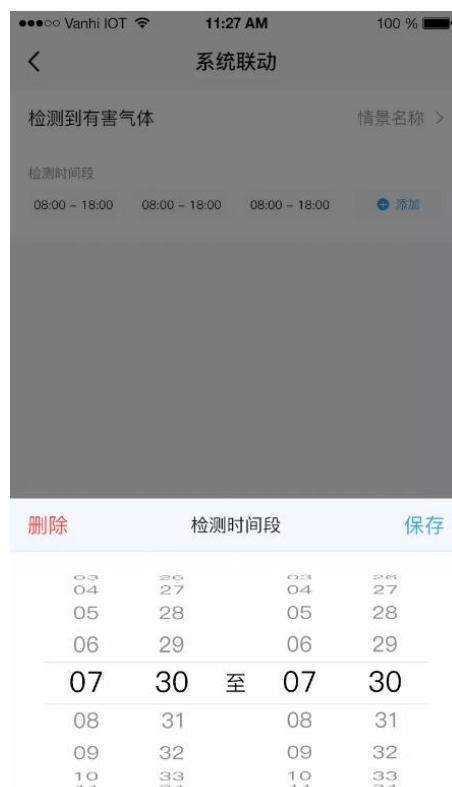 Vanhi IOT 11:27 AM 100 %
系统联动
检测到有害气体 情景名称 >
检测时间段
08:00 - 18:00 08:00 - 18:00 08:00 - 18:00 添加
删除 检测时间段 保存
03 26 03 26
04 27 04 27
05 28 05 28
06 29 06 29
07 30 至 07 30
08 31 08 31
09 32 09 32
10 33 10 33